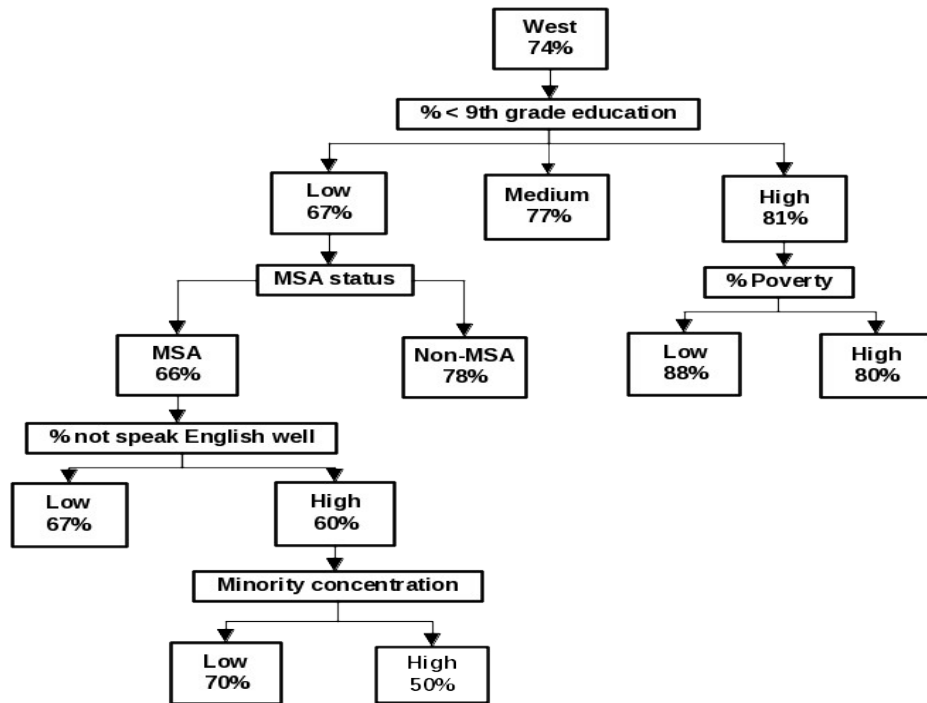 West
74%
% < 9th grade education
Low
67%
Medium
77%
High
81%
MSA status
% Poverty
MSA
66%
Non-MSA
78%
Low
88%
High
80%
% not speak English well
Low
67%
High
60%
Minority concentration
Low
70%
High
50%